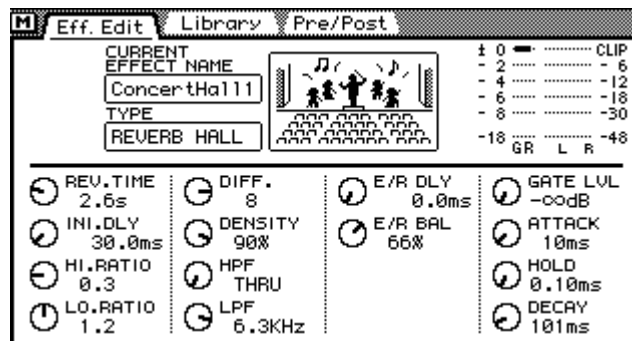 M Eff. Edit Library Pre/Post
CURRENT
EFFECT NAME
ConcertHall1
TYPE
REVERB HALL
± 0 CLIP
- 2 - 6
- 4 -12
- 6 -18
- 8 -30
-18 -48
GR L R
REV.TIME
2.6s
INI.DLY
30.0ms
HI.RATIO
0.3
LO.RATIO
1.2
DIFF.
8
DENSITY
90%
HPF
THRU
LPF
6.3KHz
E/R DLY
0.0ms
E/R BAL
66%
GATE LVL
-∞dB
ATTACK
10ms
HOLD
0.10ms
DECAY
101ms